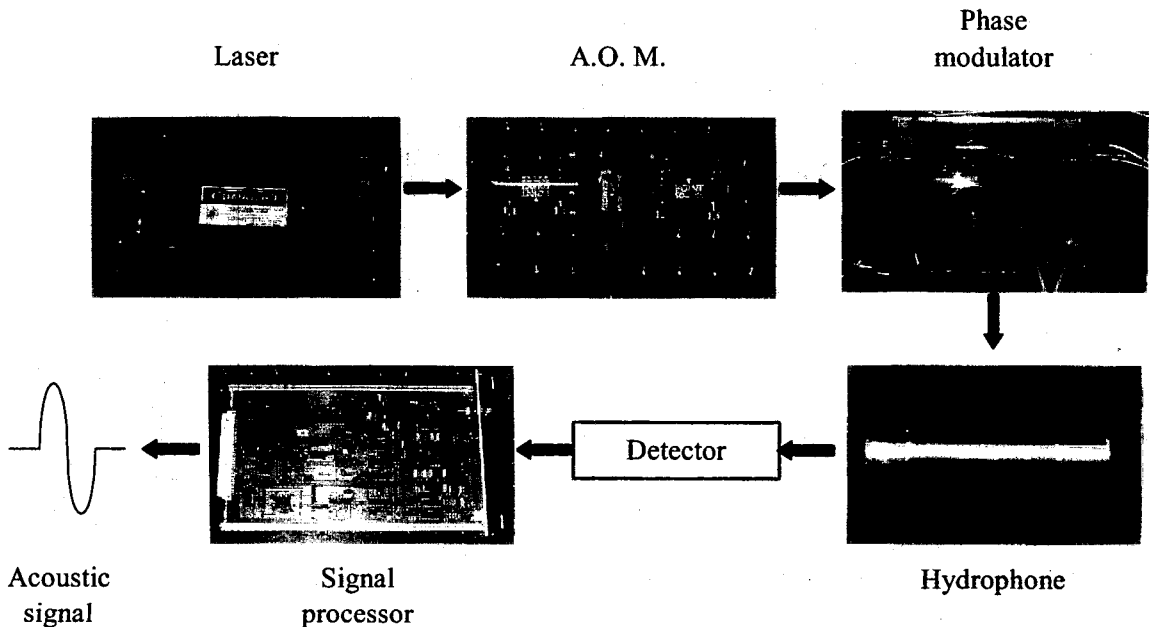 Laser
A.O. M.
Phase
modulator
Detector
Hydrophone
Signal
processor
Acoustic
signal